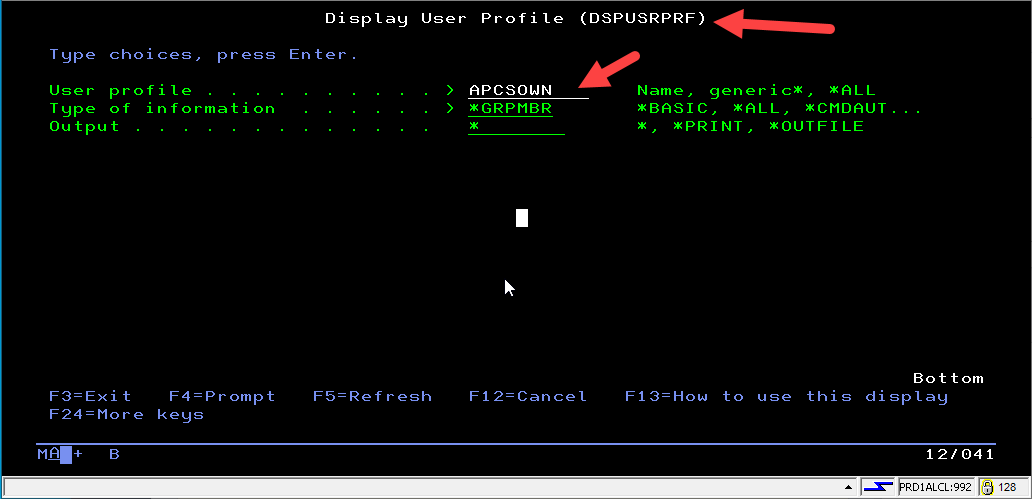 Display User Profile (DSPUSRPRF)
Type choices, press Enter.
User profile . . . . . . . . . . > APCSOWN Name, generic*, *ALL
Type of information . . . . . . > *GRPMBR *BASIC, *ALL, *CMDAUT...
Output . . . . . . . . . . . . . * *, *PRINT, *OUTFILE
Bottom
F3=Exit F4=Prompt F5=Refresh F12=Cancel F13=How to use this display
F24=More keys
MA + B 12/041
PRD1ALCL:992 128